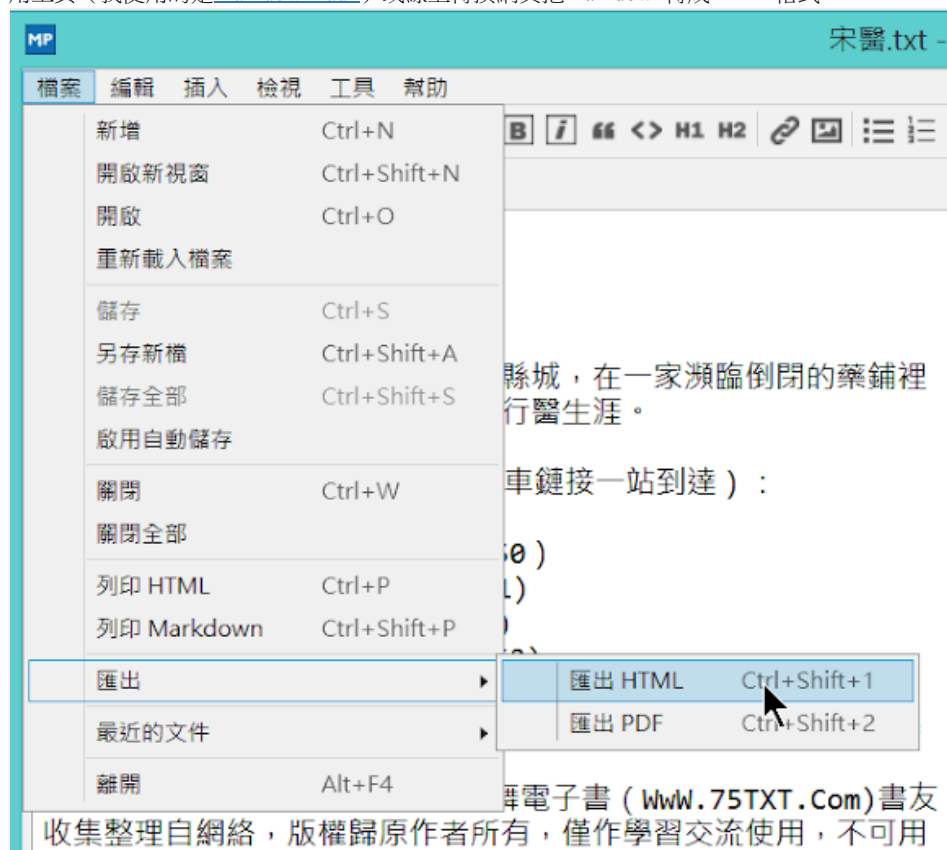 MP 宋醫.txt -
檔案 編輯 插入 檢視 工具 幫助
新增 Ctrl+N
B i H1 H2
開啟新視窗 Ctrl+Shift+N
開啟 Ctrl+O
重新載入檔案
儲存 Ctrl+S
另存新檔 Ctrl+Shift+A
縣城，在一家瀕臨倒閉的藥鋪裡
儲存全部 Ctrl+Shift+S
行醫生涯。
啟用自動儲存
關閉 Ctrl+W
車鏈接一站到達）：
關閉全部
列印 HTML Ctrl+P
列印 Markdown Ctrl+Shift+P
匯出
匯出 HTML Ctrl+Shift+1
匯出 PDF Ctrl+Shift+2
最近的文件
離開 Alt+F4
電子書（WwW.75TXT.Com)書友
收集整理自網絡，版權歸原作者所有，僅作學習交流使用，不可用